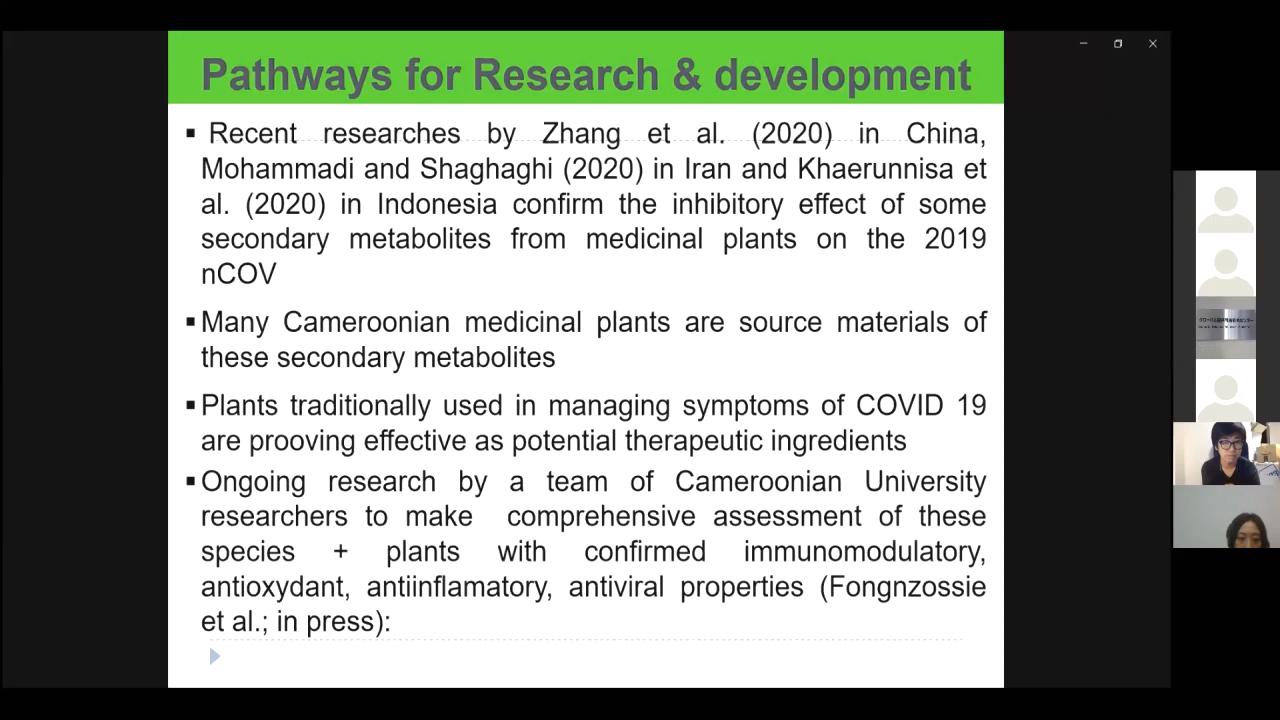 Pathways for Research & development
▪ Recent researches by Zhang et al. (2020) in China,
Mohammadi and Shaghaghi (2020) in Iran and Khaerunnisa et
al. (2020) in Indonesia confirm the inhibitory effect of some
secondary metabolites from medicinal plants on the 2019
nCOV
▪ Many Cameroonian medicinal plants are source materials of
these secondary metabolites
▪ Plants traditionally used in managing symptoms of COVID 19
are prooving effective as potential therapeutic ingredients
▪ Ongoing research by a team of Cameroonian University
researchers to make comprehensive assessment of these
species + plants with confirmed immunomodulatory,
antioxydant, antiinflamatory, antiviral properties (Fongnzossie
et al.; in press):